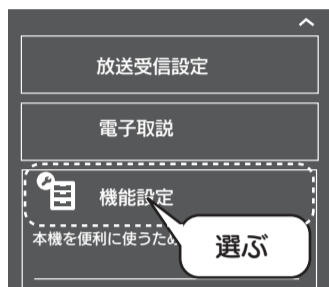 放送受信設定
電子取説
機能設定
本機を便利に使うため
選ぶ